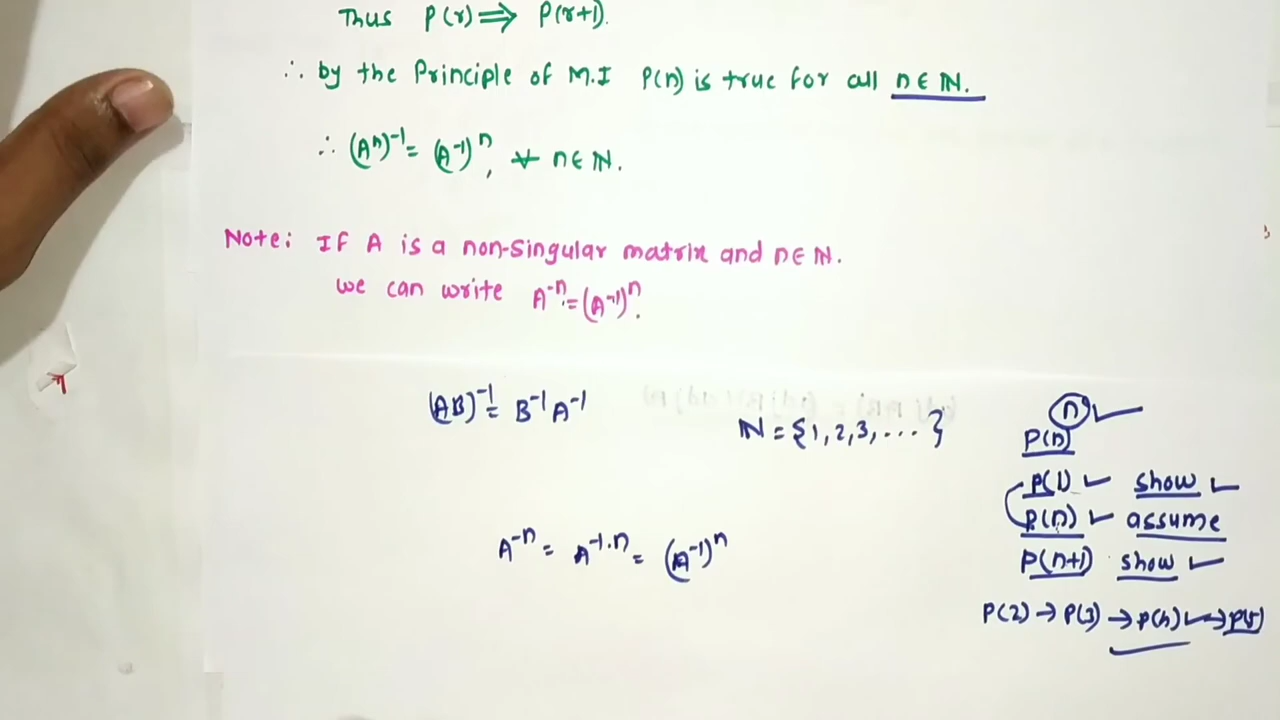 Thus P(r) ⟹ P(r+1).
∴ by the Principle of M.I P(n) is true for all n∈ℕ.
∴ (Aⁿ)⁻¹ = (A⁻¹)ⁿ, ∀ n∈ℕ.
Note: If A is a non-singular matrix and n∈ℕ.
we can write A⁻ⁿ = (A⁻¹)ⁿ.
(AB)⁻¹ = B⁻¹ A⁻¹
ℕ = {1,2,3,....}
A⁻ⁿ = A⁻¹·ⁿ = (A⁻¹)ⁿ
n ✓
P(n)
P(1) ✓ show ✓
P(n) ✓ assume
P(n+1) show ✓
P(2) → P(3) → P(4) ✓ → P(5)